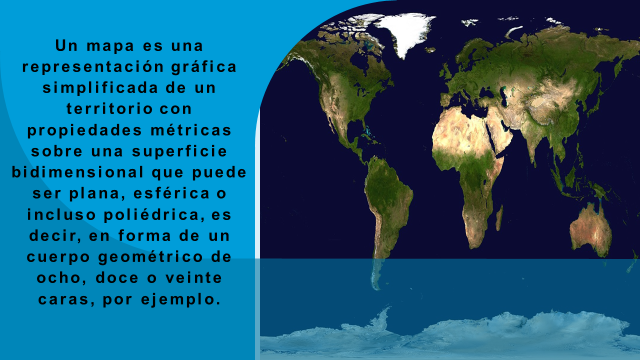 Un mapa es una
representación gráfica
simplificada de un
territorio con
propiedades métricas
sobre una superficie
bidimensional que puede
ser plana, esférica o
incluso poliédrica, es
decir, en forma de un
cuerpo geométrico de
ocho, doce o veinte
caras, por ejemplo.